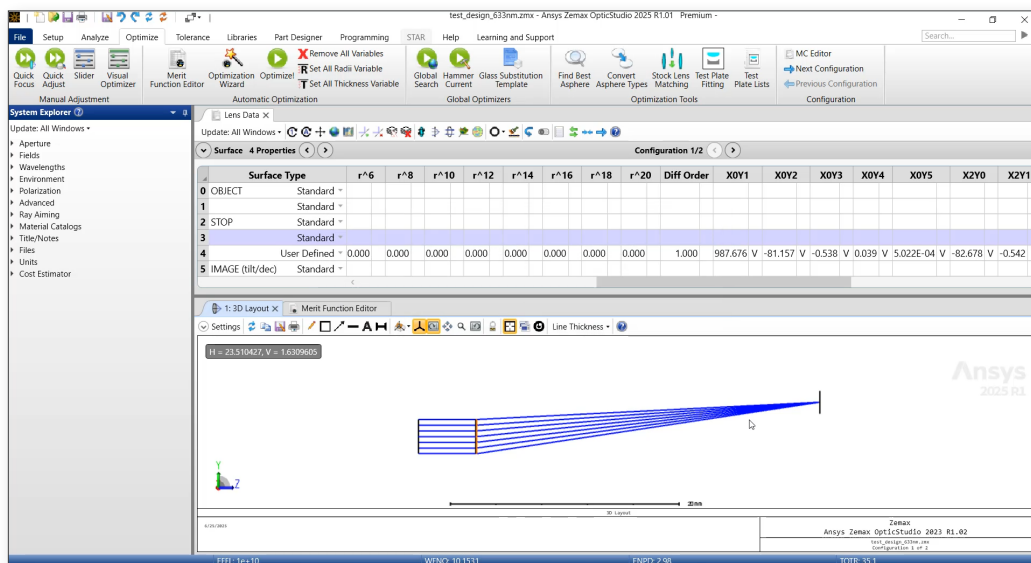 test_design_633nm.zmx - Ansys Zemax OpticStudio 2025 R1.01 Premium -
File Setup Analyze Optimize Tolerance Libraries Part Designer Programming STAR Help Learning and Support Search...
Quick Focus Quick Adjust Slider Visual Optimizer Merit Function Editor Optimization Wizard Optimize! Remove All Variables
Set All Radii Variable
Set All Thickness Variable
Global Search Hammer Current Glass Substitution Template Find Best Asphere Convert Asphere Types Stock Lens Matching Test Plate Fitting Test Plate Lists MC Editor
Next Configuration
Previous Configuration
Manual Adjustment Automatic Optimization Global Optimizers Optimization Tools Configuration
System Explorer
Update: All Windows
Aperture
Fields
Wavelengths
Environment
Polarization
Advanced
Ray Aiming
Material Catalogs
Title/Notes
Files
Units
Cost Estimator
Lens Data X
Update: All Windows
Surface 4 Properties Configuration 1/2
Surface Type r^6 r^8 r^10 r^12 r^14 r^16 r^18 r^20 Diff Order X0Y1 X0Y2 X0Y3 X0Y4 X0Y5 X2Y0 X2Y1
0 OBJECT Standard
1 Standard
2 STOP Standard
3 Standard
4 User Defined 0.000 0.000 0.000 0.000 0.000 0.000 0.000 0.000 1.000 987.676 V -81.157 V -0.538 V 0.039 V 5.022E-04 V -82.678 V -0.542
5 IMAGE (tilt/dec) Standard
1: 3D Layout X Merit Function Editor
Settings Line Thickness
H = 23.510427, V = 1.6309605
Ansys
2025 R1
Y
Z
20 mm
3D Layout
6/25/2023
Zemax
Ansys Zemax OpticStudio 2023 R1.02
test_design_633nm.zmx
Configuration 1 of 2
EFFL: 1e+10 WFNO: 10.1531 ENPD: 2.98 TOTR: 35.1